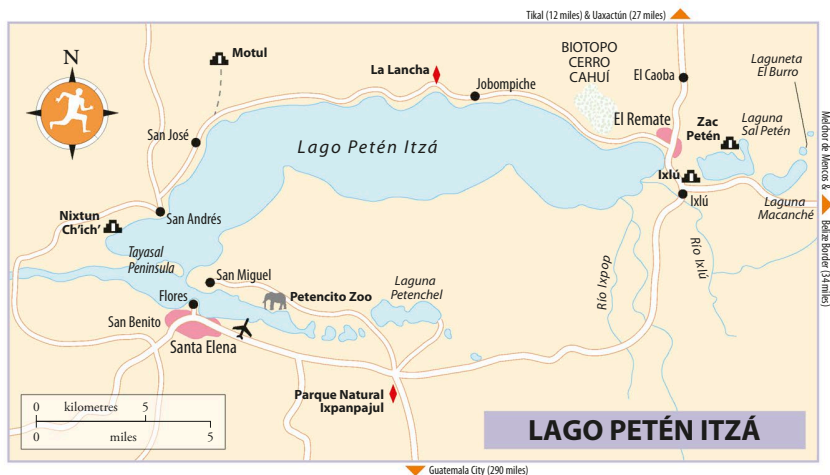 Tikal (12 miles) & Uaxactún (27 miles)
N
Motul
La Lancha
Jobompiche
BIOTOPO
CERRO
CAHUÍ
El Caoba
Laguneta
El Burro
El Remate
Zac
Petén
Laguna
Sal Petén
San José
Lago Petén Itzá
Ixlú
Ixlú
Laguna
Macanché
Melchor de Mencos &
Belize Border (34 miles)
Nixtun
Ch'ich'
San Andrés
Tayasal
Peninsula
San Miguel
Flores
Petencito Zoo
Laguna
Petenchel
Río Ixpop
Río Ixlú
San Benito
Santa Elena
Parque Natural
Ixpanpajul
0 kilometres 5
0 miles 5
LAGO PETÉN ITZÁ
Guatemala City (290 miles)